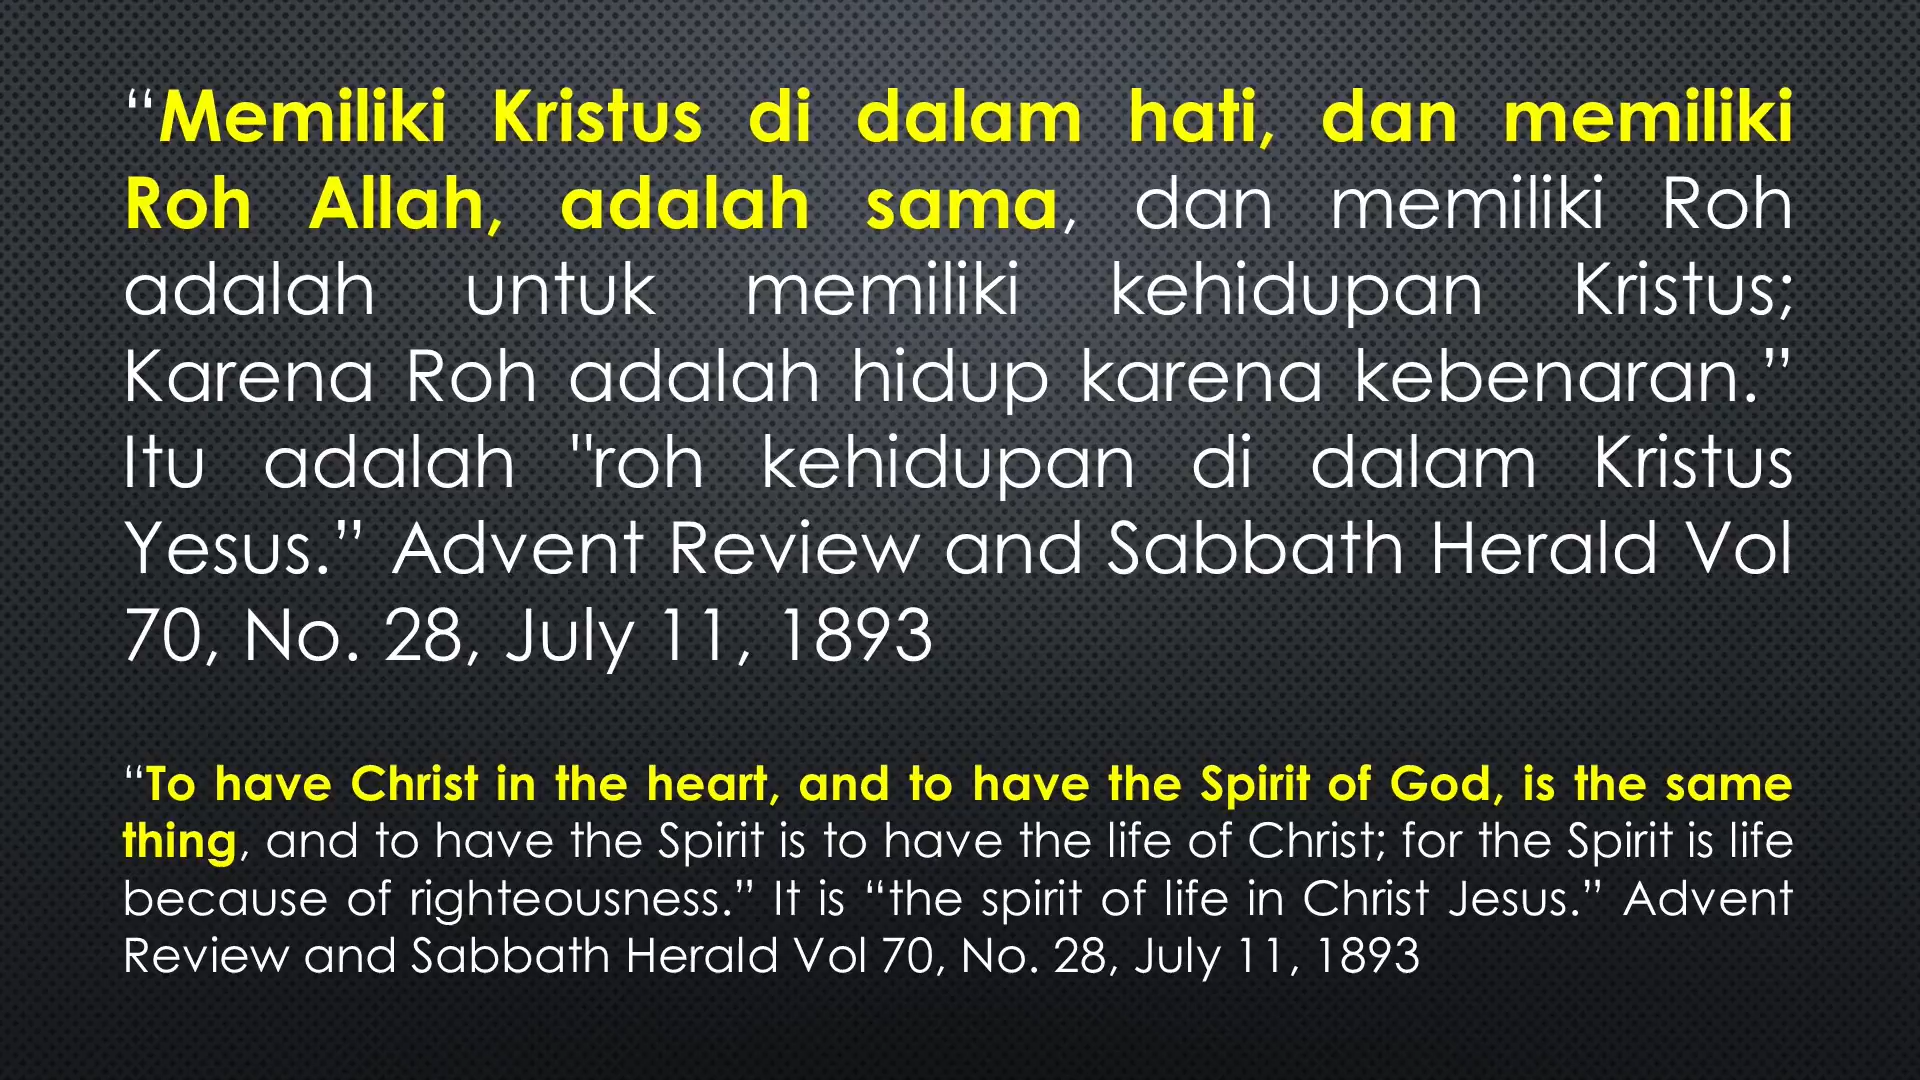 “Memiliki Kristus di dalam hati, dan memiliki
Roh Allah, adalah sama, dan memiliki Roh
adalah untuk memiliki kehidupan Kristus;
Karena Roh adalah hidup karena kebenaran.”
Itu adalah "roh kehidupan di dalam Kristus
Yesus.” Advent Review and Sabbath Herald Vol
70, No. 28, July 11, 1893
“To have Christ in the heart, and to have the Spirit of God, is the same
thing, and to have the Spirit is to have the life of Christ; for the Spirit is life
because of righteousness.” It is “the spirit of life in Christ Jesus.” Advent
Review and Sabbath Herald Vol 70, No. 28, July 11, 1893